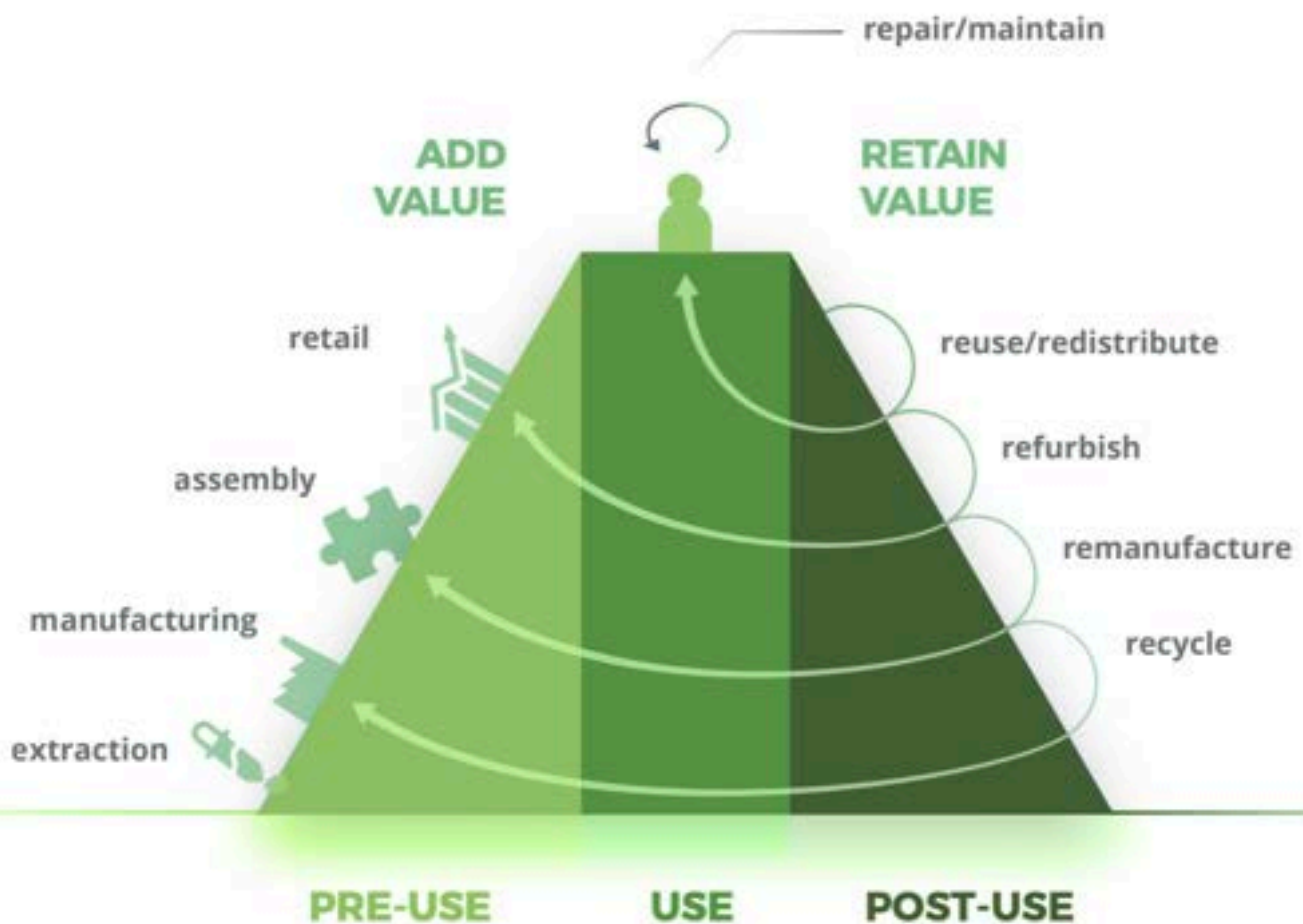 repair/maintain
ADD
VALUE
RETAIN
VALUE
retail
reuse/redistribute
refurbish
assembly
remanufacture
manufacturing
recycle
extraction
PRE-USE
USE
POST-USE